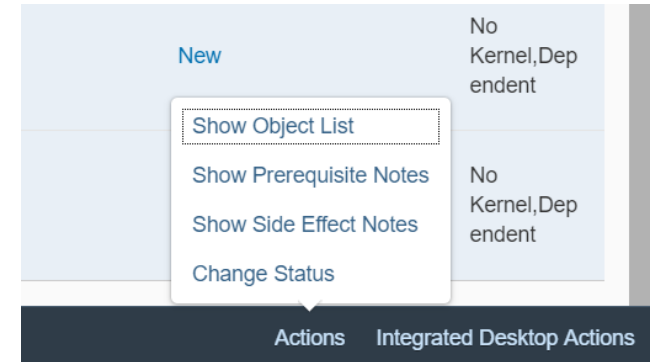 New
No
Kernel,Dep
endent
Show Object List
Show Prerequisite Notes
Show Side Effect Notes
Change Status
No
Kernel,Dep
endent
Actions
Integrated Desktop Actions